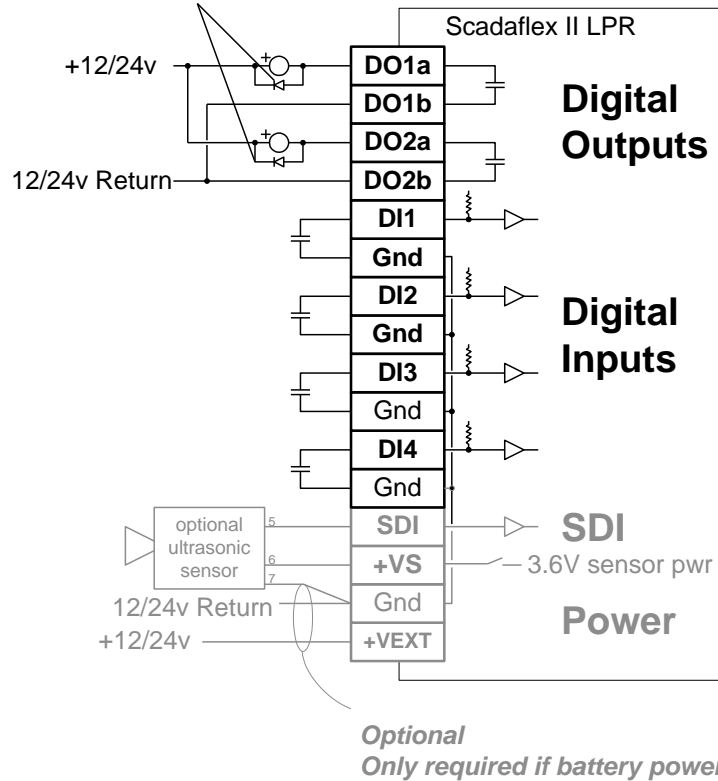 Scadaflex II LPR
+12/24v
DO1a
DO1b
DO2a
12/24v Return
DO2b
Digital
Outputs
DI1
Gnd
DI2
Gnd
DI3
Gnd
DI4
Gnd
Digital
Inputs
optional
ultrasonic
sensor
5
6
7
SDI
SDI
+VS
3.6V sensor pwr
12/24v Return
Gnd
Power
+12/24v
+VEXT
Optional
Only required if battery power